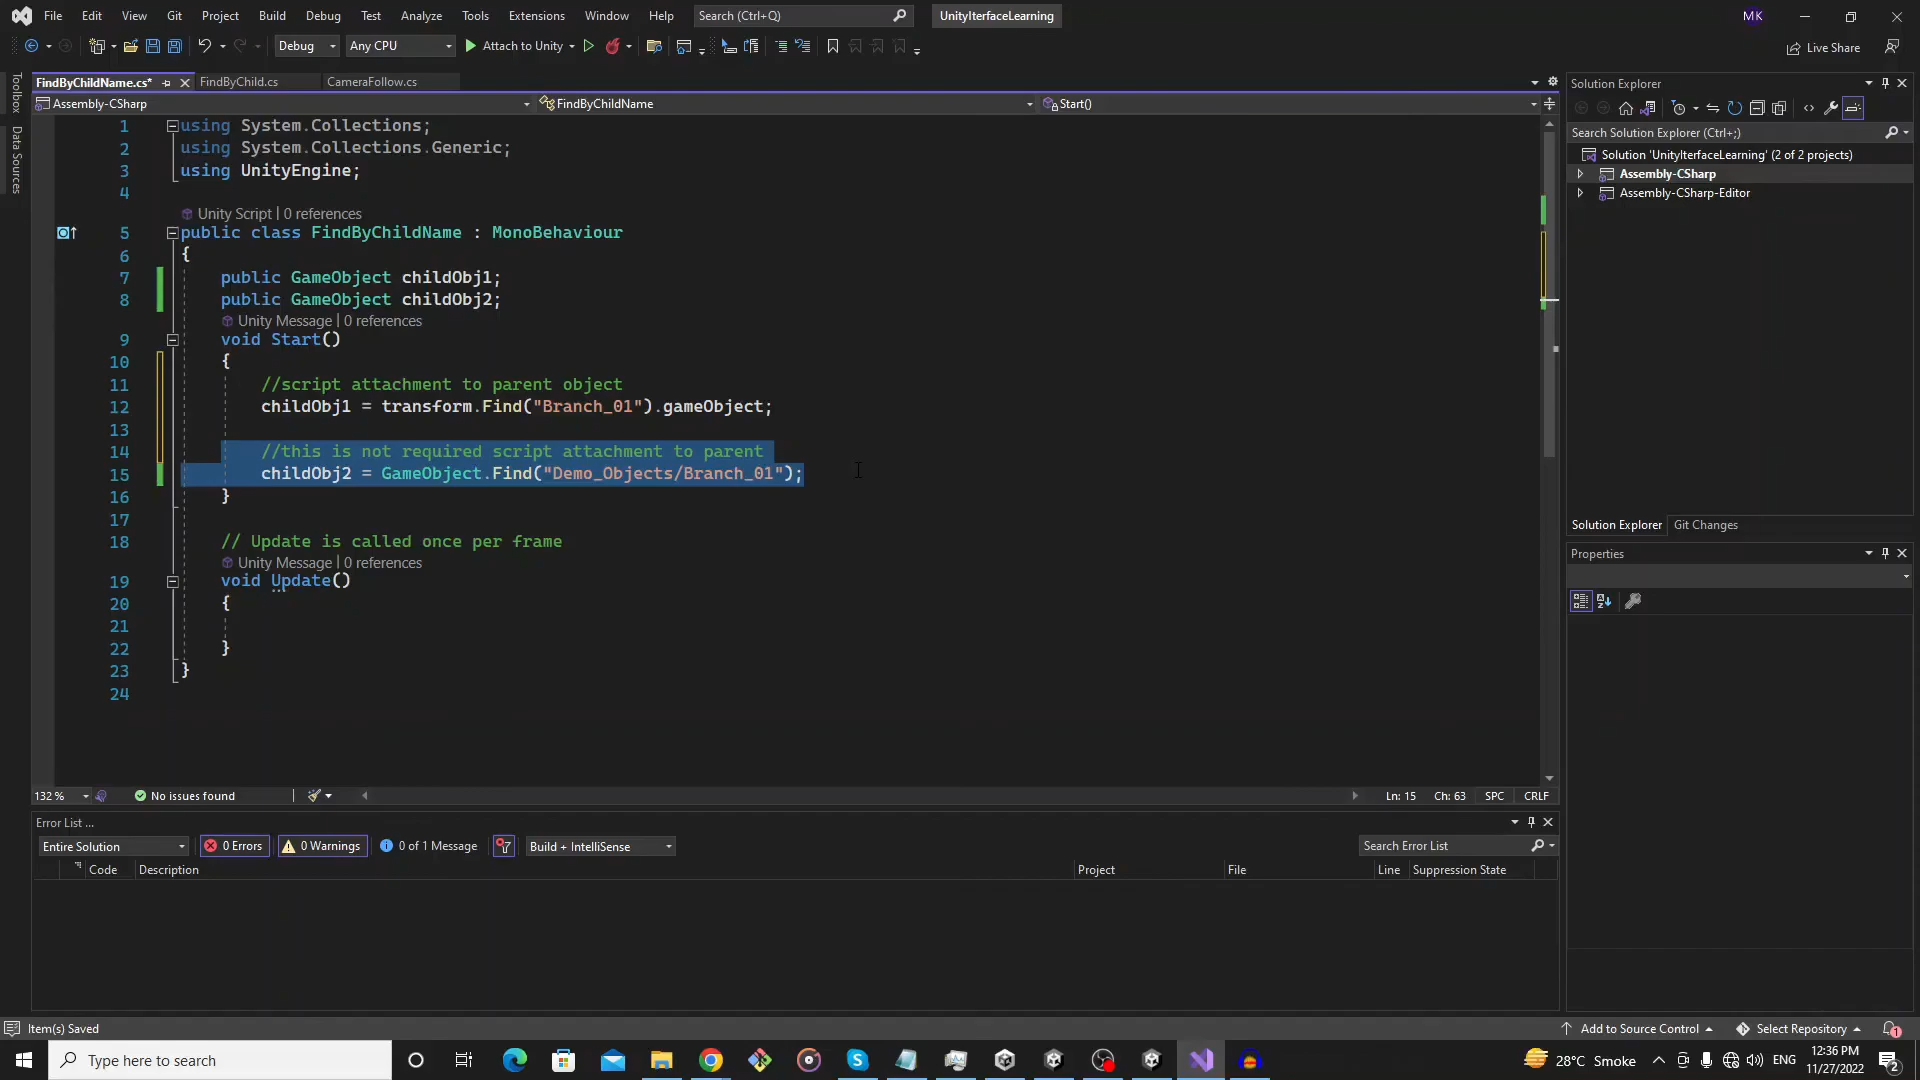 File Edit View Git Project Build Debug Test Analyze Tools Extensions Window Help Search (Ctrl+Q) UnityIterfaceLearning MK
Debug Any CPU Attach to Unity Live Share
Toolbox
Data Sources
FindByChildName.cs* FindByChild.cs CameraFollow.cs
Assembly-CSharp FindByChildName Start()
1 using System.Collections;
2 using System.Collections.Generic;
3 using UnityEngine;
4
Unity Script | 0 references
5 public class FindByChildName : MonoBehaviour
6 {
7 public GameObject childObj1;
8 public GameObject childObj2;
Unity Message | 0 references
9 void Start()
10 {
11 //script attachment to parent object
12 childObj1 = transform.Find("Branch_01").gameObject;
13
14 //this is not required script attachment to parent
15 childObj2 = GameObject.Find("Demo_Objects/Branch_01");
16 }
17
18 // Update is called once per frame
Unity Message | 0 references
19 void Update()
20 {
21
22 }
23 }
24
132 % No issues found Ln: 15 Ch: 63 SPC CRLF
Error List ...
Entire Solution 0 Errors 0 Warnings 0 of 1 Message Build + IntelliSense Search Error List
Code Description Project File Line Suppression State
Solution Explorer
Search Solution Explorer (Ctrl+;)
Solution 'UnityIterfaceLearning' (2 of 2 projects)
Assembly-CSharp
Assembly-CSharp-Editor
Solution Explorer Git Changes
Properties
Item(s) Saved Add to Source Control Select Repository 1
Type here to search 28°C Smoke ENG 12:36 PM
11/27/2022 2